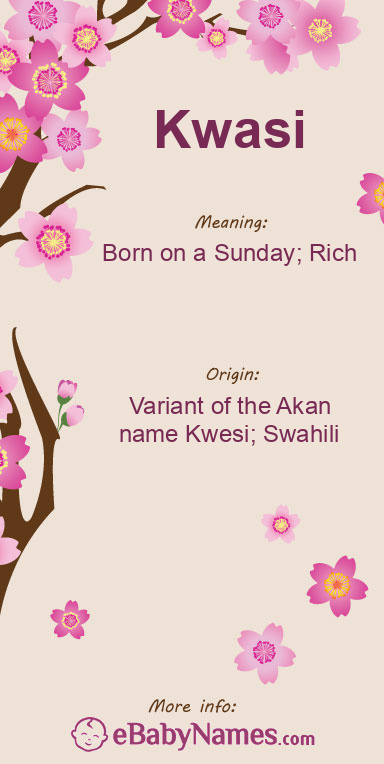 Kwasi
Meaning:
Born on a Sunday; Rich
Origin:
Variant of the Akan
name Kwesi; Swahili
More info:
eBabyNames.com